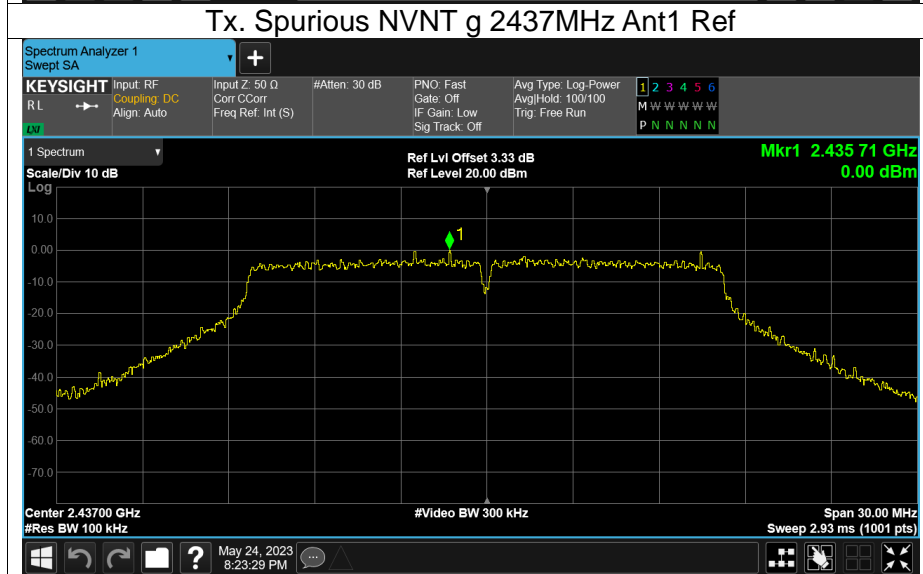 Tx. Spurious NVNT g 2437MHz Ant1 Ref
Spectrum Analyzer 1
Swept SA
+
KEYSIGHT
R L
LXI
Input: RF
Coupling: DC
Align: Auto
Input Z: 50 Ω
Corr CCorr
Freq Ref: Int (S)
#Atten: 30 dB
PNO: Fast
Gate: Off
IF Gain: Low
Sig Track: Off
Avg Type: Log-Power
Avg|Hold: 100/100
Trig: Free Run
1 2 3 4 5 6
M W W W W W
P N N N N N
1 Spectrum
Scale/Div 10 dB
Ref Lvl Offset 3.33 dB
Ref Level 20.00 dBm
Mkr1 2.435 71 GHz
0.00 dBm
Log
10.0
0.00
-10.0
-20.0
-30.0
-40.0
-50.0
-60.0
-70.0
1
Center 2.43700 GHz
#Res BW 100 kHz
#Video BW 300 kHz
Span 30.00 MHz
Sweep 2.93 ms (1001 pts)
?
May 24, 2023
8:23:29 PM